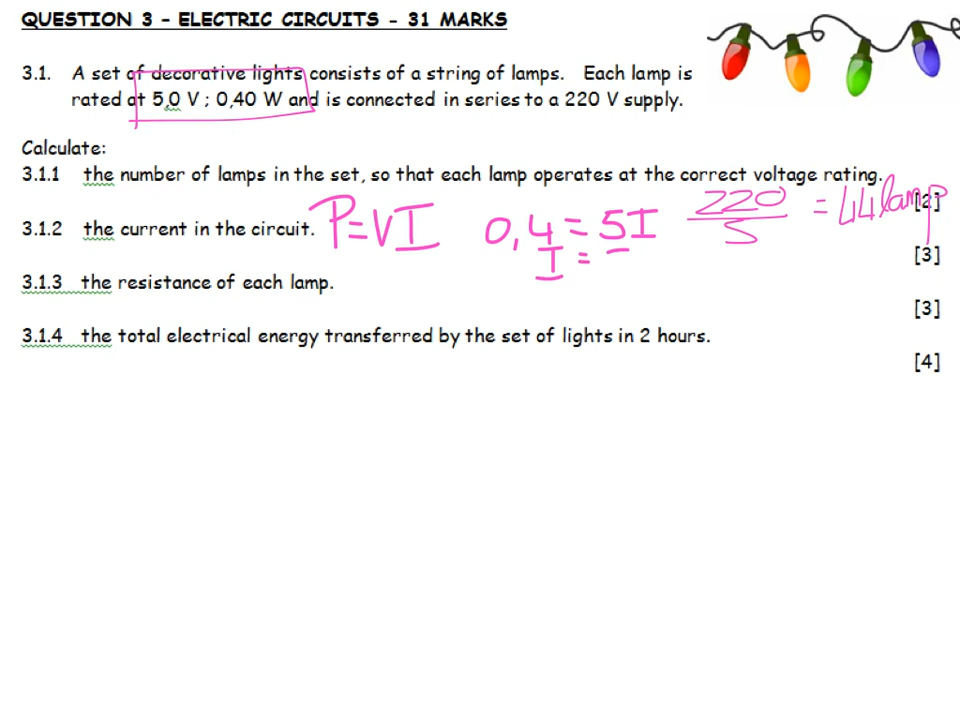 QUESTION 3 – ELECTRIC CIRCUITS - 31 MARKS
3.1. A set of decorative lights consists of a string of lamps. Each lamp is
rated at 5,0 V ; 0,40 W and is connected in series to a 220 V supply.
Calculate:
3.1.1 the number of lamps in the set, so that each lamp operates at the correct voltage rating.
220/5 = 44 lamp
[2]
3.1.2 the current in the circuit. P=VI 0,4 = 5I
I =
[3]
3.1.3 the resistance of each lamp.
[3]
3.1.4 the total electrical energy transferred by the set of lights in 2 hours.
[4]